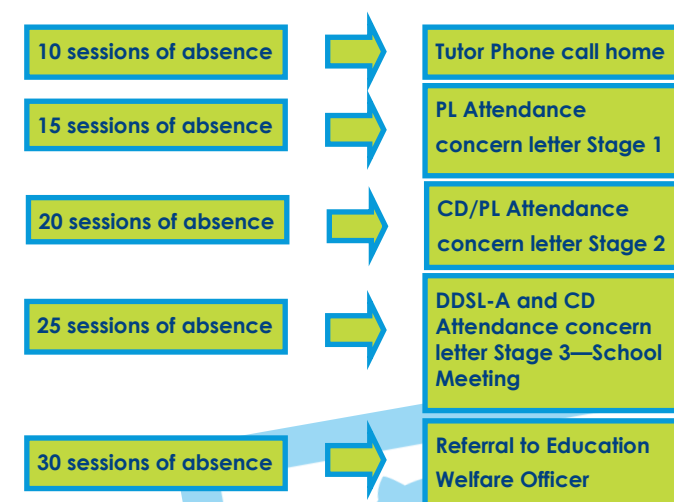 10 sessions of absence
Tutor Phone call home
15 sessions of absence
PL Attendance
concern letter Stage 1
20 sessions of absence
CD/PL Attendance
concern letter Stage 2
25 sessions of absence
DDSL-A and CD
Attendance concern
letter Stage 3—School
Meeting
30 sessions of absence
Referral to Education
Welfare Officer